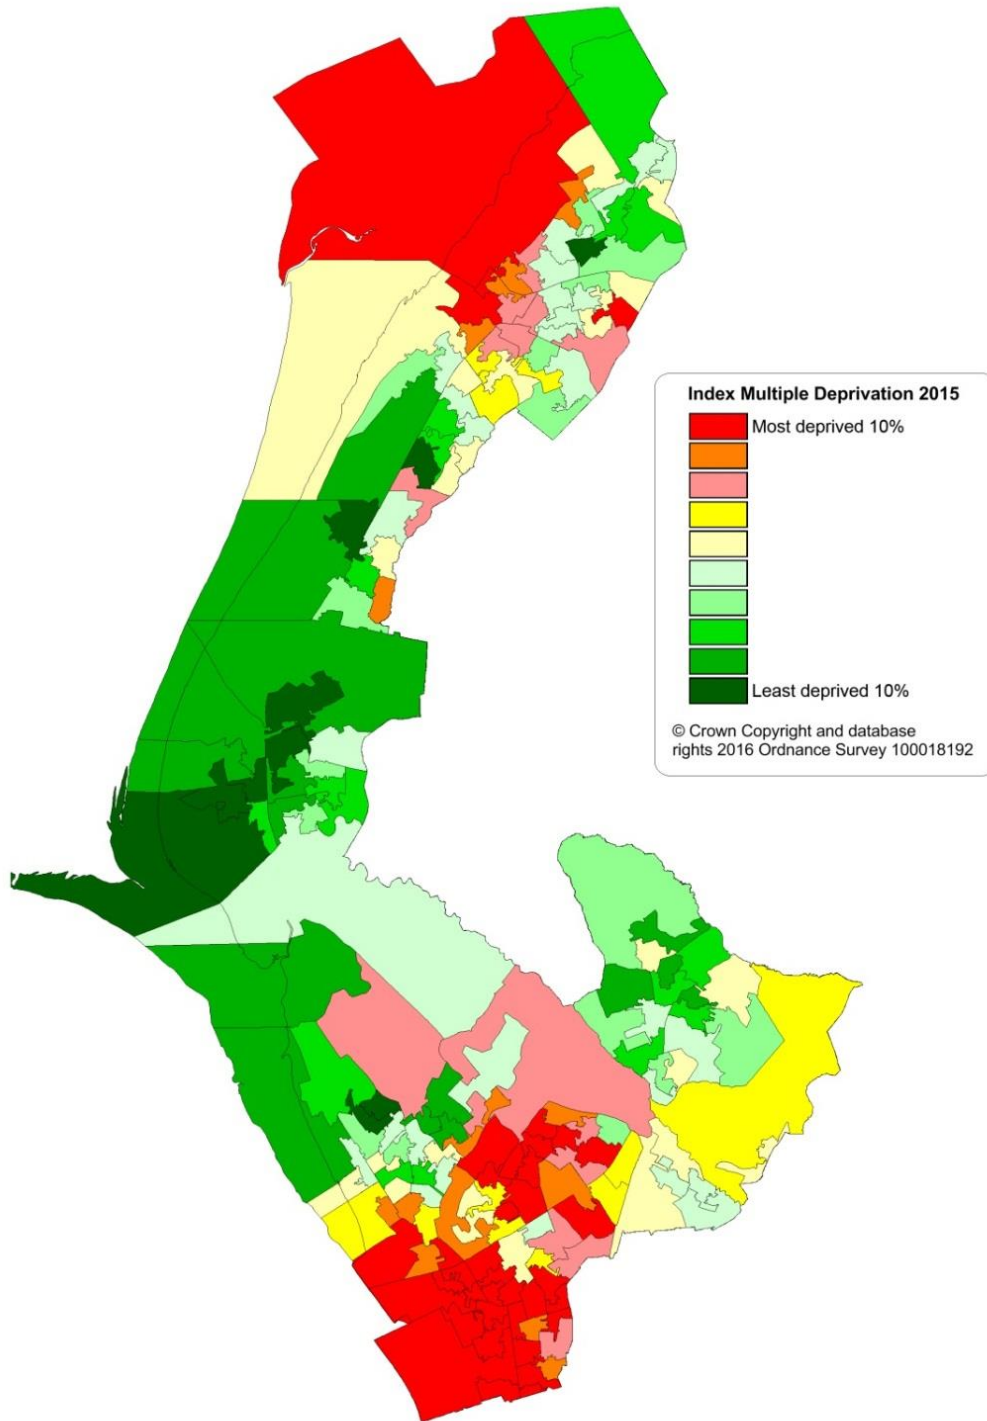 Index Multiple Deprivation 2015
Most deprived 10%
Least deprived 10%
© Crown Copyright and database
rights 2016 Ordnance Survey 100018192